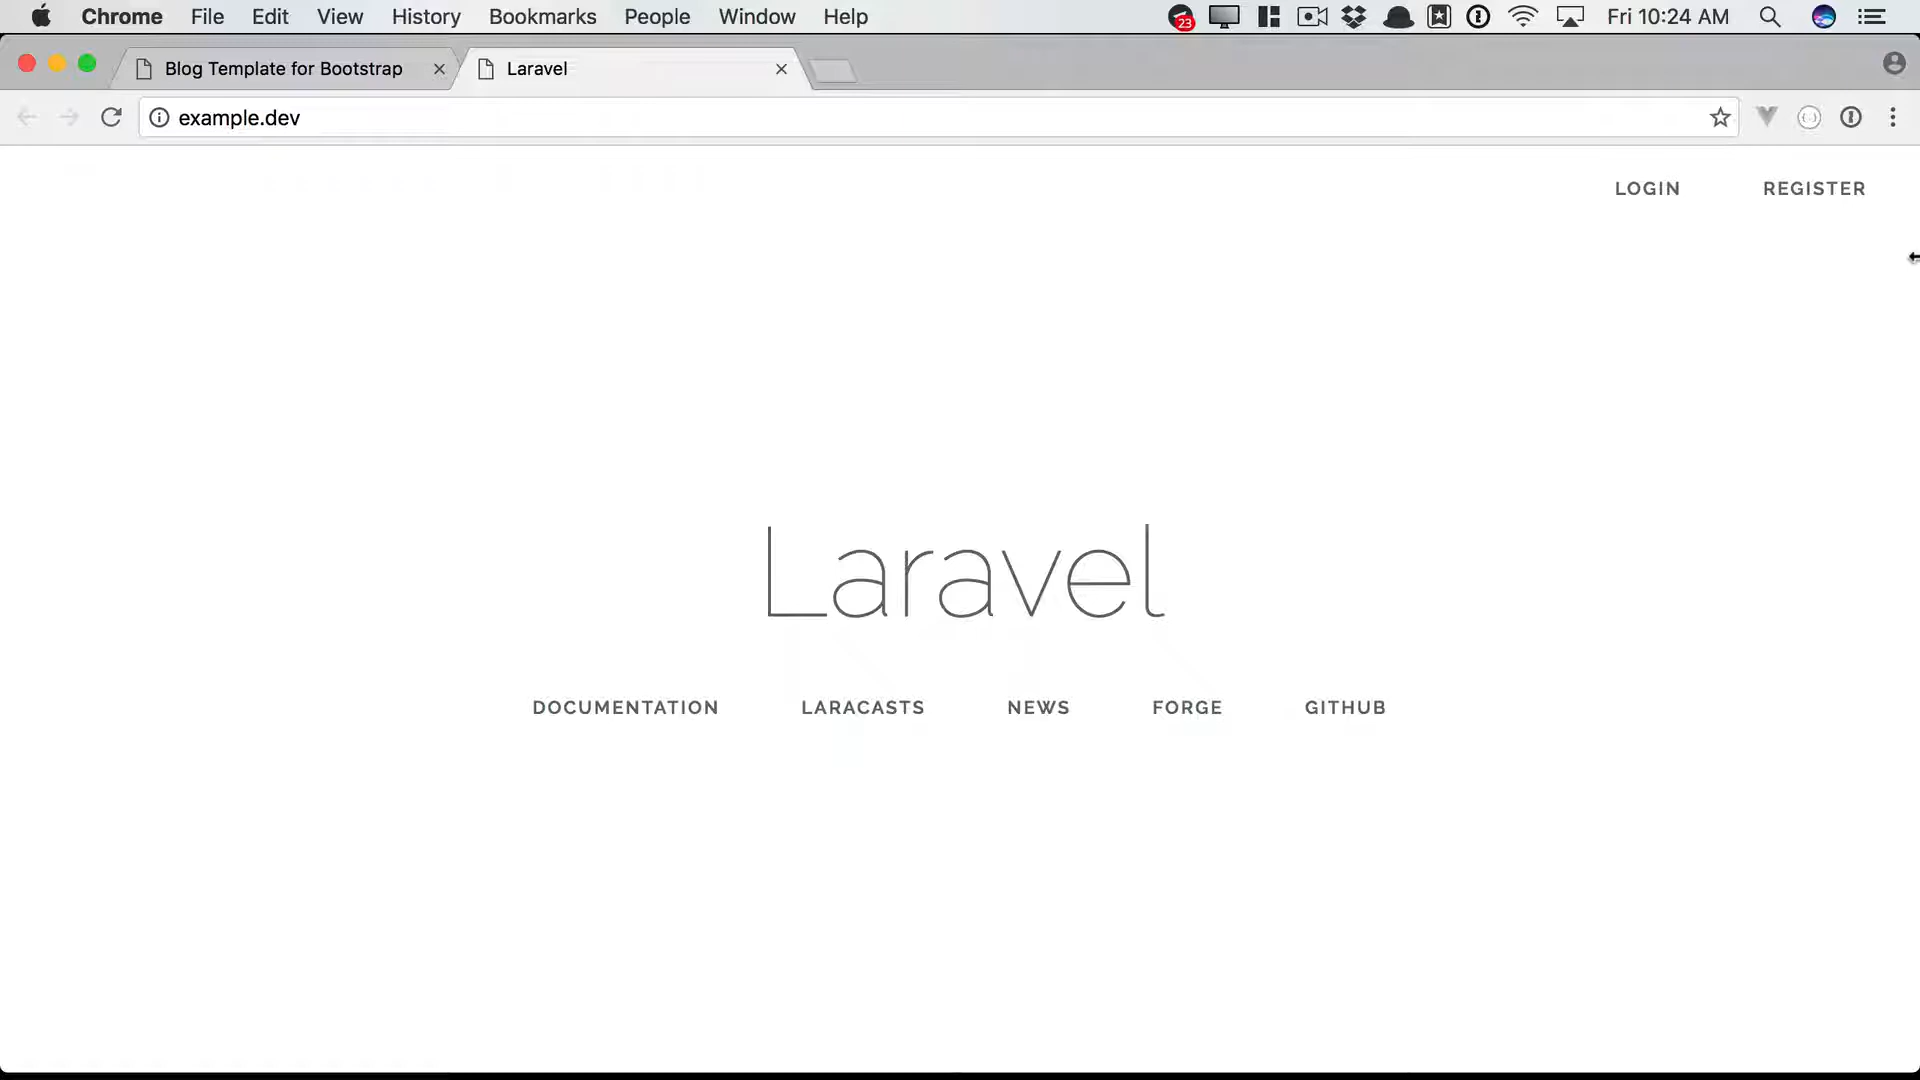 Chrome File Edit View History Bookmarks People Window Help 23 Fri 10:24 AM
Blog Template for Bootstrap Laravel
example.dev
LOGIN REGISTER
Laravel
DOCUMENTATION LARACASTS NEWS FORGE GITHUB